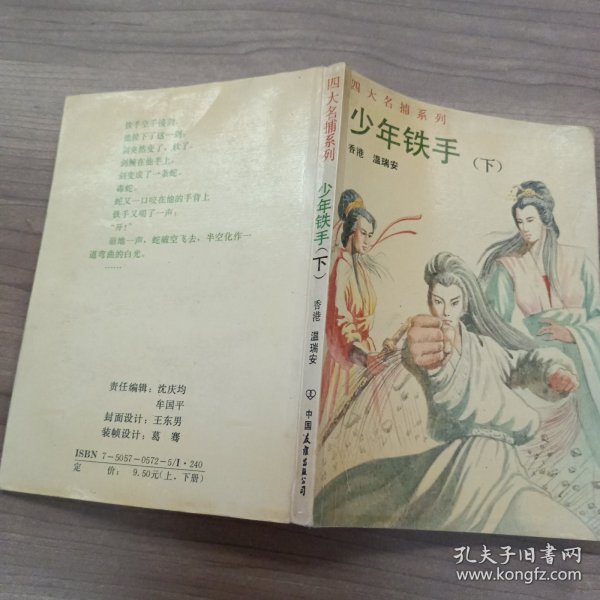 铁手空手接剑。
他接下了这一剑。
剑突然变了，软了。
剑缠在他手上。
剑变成了一条蛇。
毒蛇。
蛇又一口咬在他的手背上
铁手又喝了一声：
“开！”
崩地一声，蛇破空飞去，半空化作一
道弯曲的白光。
……
责任编辑：沈庆均
牟国平
封面设计：王东男
装帧设计：葛 骞
ISBN 7-5057-0572-5/I·240
定 价：9.50元(上、下册)
四大名捕系列
少年铁手(下)
香港 温瑞安
中国友谊出版公司
四大名捕系列
少年铁手(下)
香港 温瑞安
孔夫子旧书网
www.kongfz.com